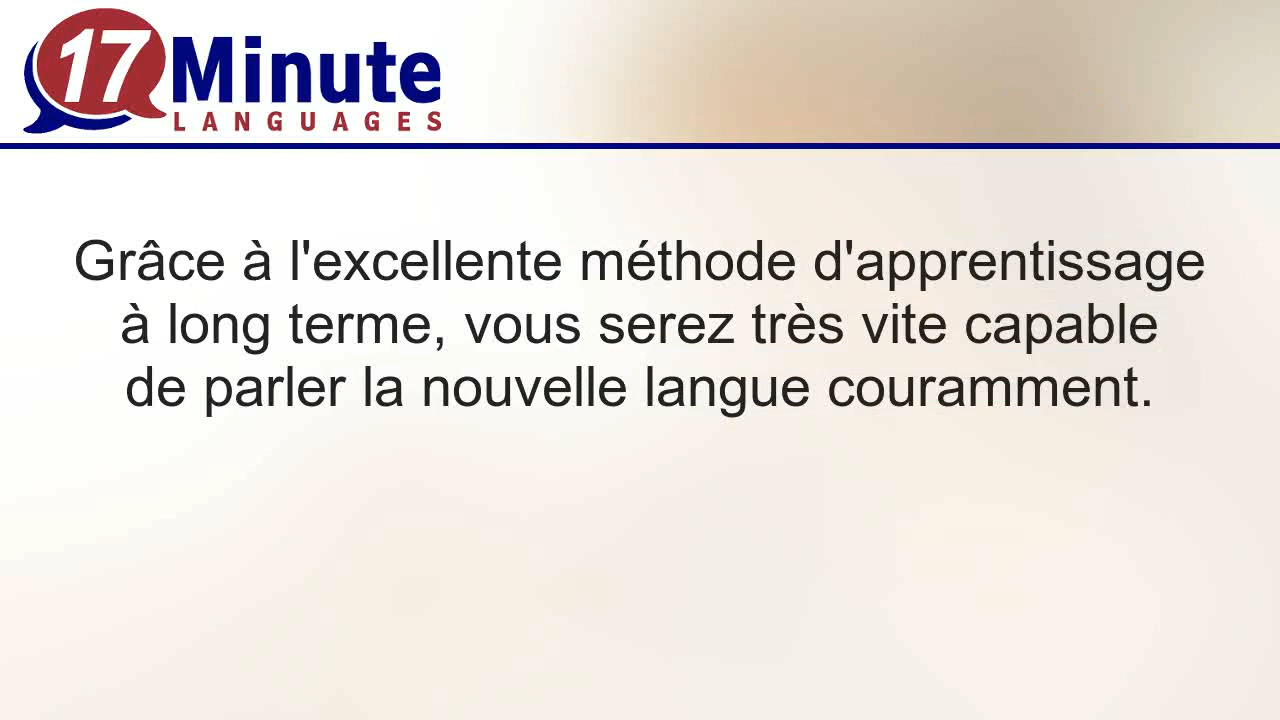 17 Minute
LANGUAGES
Grâce à l'excellente méthode d'apprentissage
à long terme, vous serez très vite capable
de parler la nouvelle langue couramment.